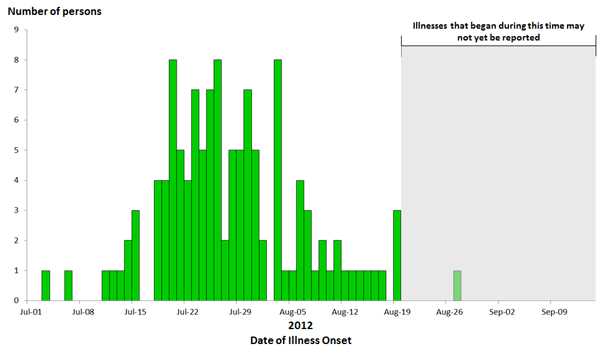 Number of persons
Illnesses that began during this time may
not yet be reported
9
8
7
6
5
4
3
2
1
0
Jul-01 Jul-08 Jul-15 Jul-22 Jul-29 Aug-05 Aug-12 Aug-19 Aug-26 Sep-02 Sep-09
2012
Date of Illness Onset